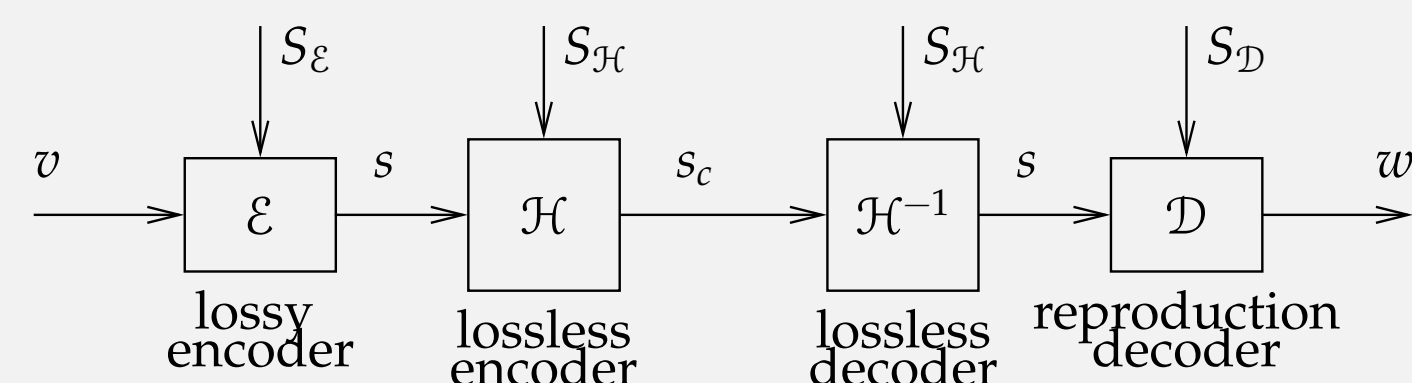 S_ℰ S_ℋ S_ℋ S_𝒟
v s s_c s w
ℰ ℋ ℋ⁻¹ 𝒟
lossy encoder
lossless encoder
lossless decoder
reproduction decoder